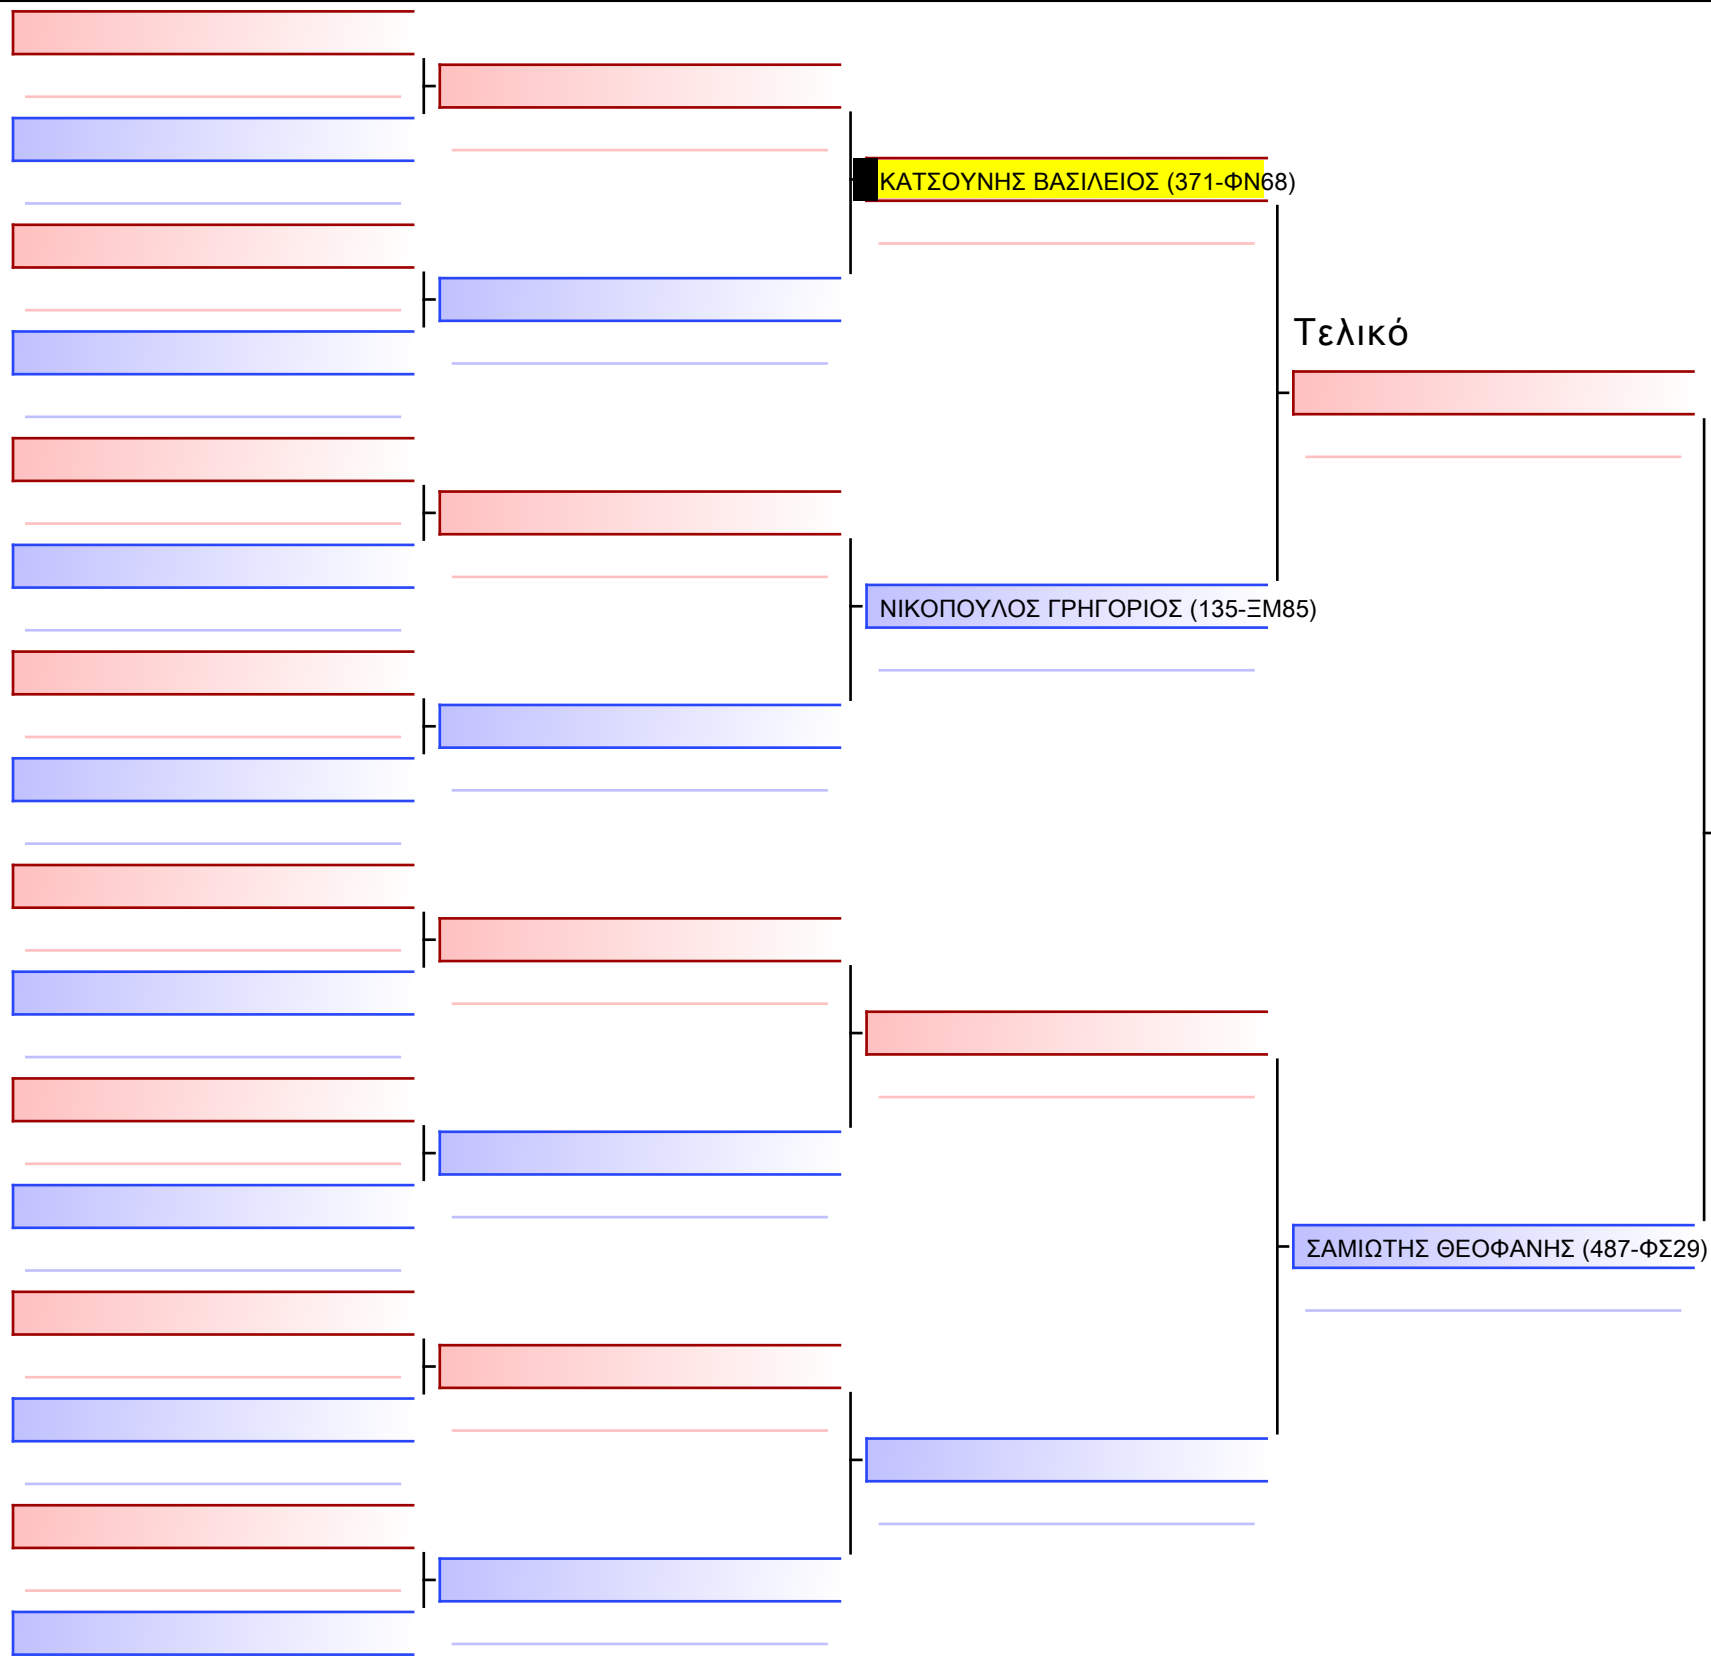 ΚΑΤΣΟΥΝΗΣ ΒΑΣΙΛΕΙΟΣ (371-ΦΝ68)
Τελικό
ΝΙΚΟΠΟΥΛΟΣ ΓΡΗΓΟΡΙΟΣ (135-ΞΜ85)
ΣΑΜΙΩΤΗΣ ΘΕΟΦΑΝΗΣ (487-ΦΣ29)